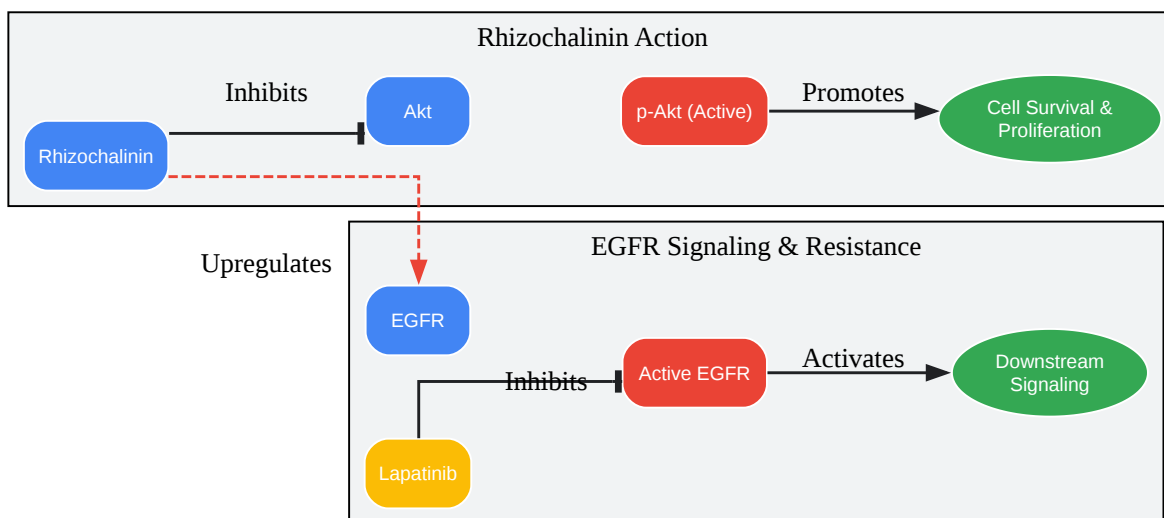 Rhizochalinin Action
Inhibits
Akt
p-Akt (Active)
Promotes
Cell Survival &
Proliferation
Rhizochalinin
EGFR Signaling & Resistance
Upregulates
EGFR
Inhibits
Active EGFR
Activates
Downstream
Signaling
Lapatinib